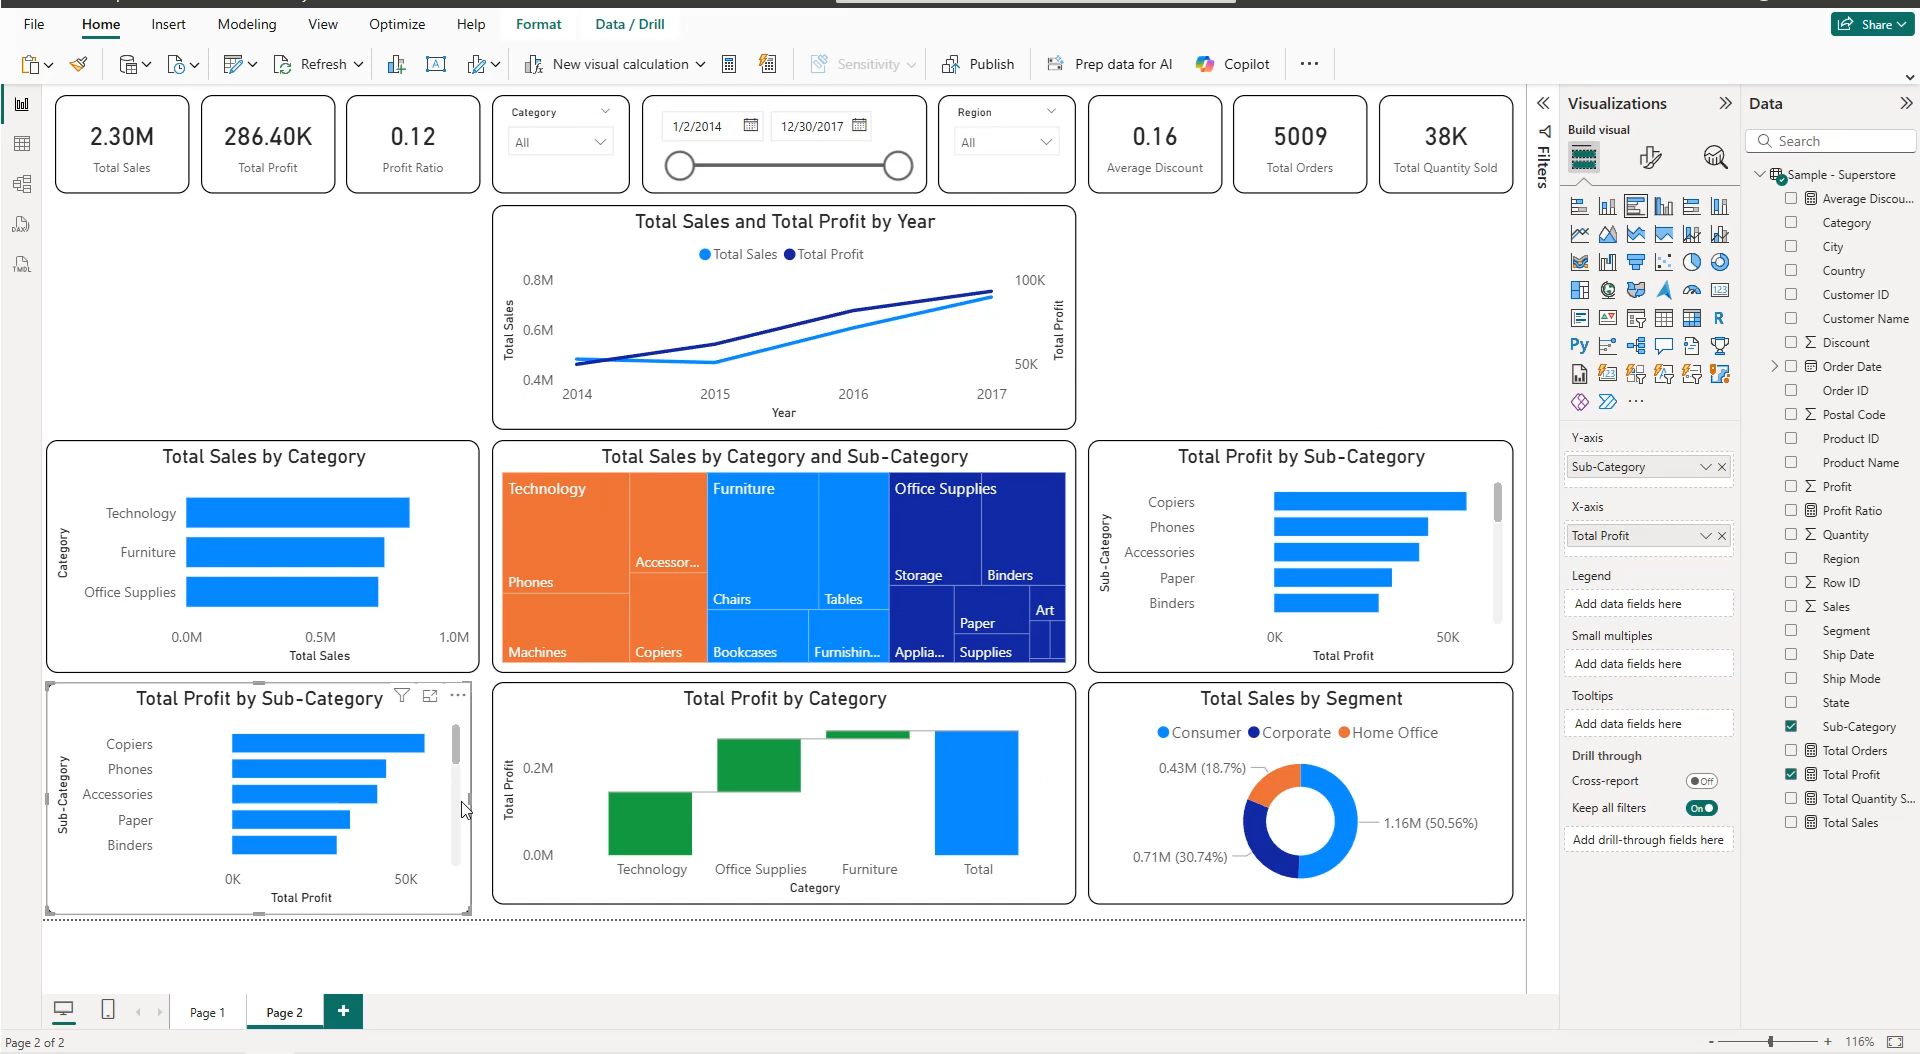 File Home Insert Modeling View Optimize Help Format Data / Drill Share
Refresh New visual calculation Sensitivity Publish Prep data for AI Copilot
2.30M
Total Sales
286.40K
Total Profit
0.12
Profit Ratio
Category
All
1/2/2014 12/30/2017
Region
All
0.16
Average Discount
5009
Total Orders
38K
Total Quantity Sold
Total Sales and Total Profit by Year
Total Sales Total Profit
Total Sales
0.8M
0.6M
0.4M
100K
50K
Total Profit
2014 2015 2016 2017
Year
Total Sales by Category
Category
Technology
Furniture
Office Supplies
0.0M 0.5M 1.0M
Total Sales
Total Sales by Category and Sub-Category
Technology
Phones
Machines
Accessor...
Copiers
Furniture
Chairs
Tables
Bookcases
Furnishin...
Office Supplies
Storage
Binders
Applia...
Paper
Supplies
Art
Total Profit by Sub-Category
Sub-Category
Copiers
Phones
Accessories
Paper
Binders
0K 50K
Total Profit
Total Profit by Sub-Category
Sub-Category
Copiers
Phones
Accessories
Paper
Binders
0K 50K
Total Profit
Total Profit by Category
Total Profit
0.2M
0.0M
Technology Office Supplies Furniture Total
Category
Total Sales by Segment
Consumer Corporate Home Office
0.43M (18.7%)
1.16M (50.56%)
0.71M (30.74%)
Filters
Visualizations
Build visual
123
R
Py
123
Y-axis
Sub-Category
X-axis
Total Profit
Legend
Add data fields here
Small multiples
Add data fields here
Tooltips
Add data fields here
Drill through
Cross-report Off
Keep all filters On
Add drill-through fields here
Data
Search
Sample - Superstore
Average Discou...
Category
City
Country
Customer ID
Customer Name
Discount
Order Date
Order ID
Postal Code
Product ID
Product Name
Profit
Profit Ratio
Quantity
Region
Row ID
Sales
Segment
Ship Date
Ship Mode
State
Sub-Category
Total Orders
Total Profit
Total Quantity S...
Total Sales
DAX
TMDL
Page 1 Page 2 +
Page 2 of 2
- + 116%